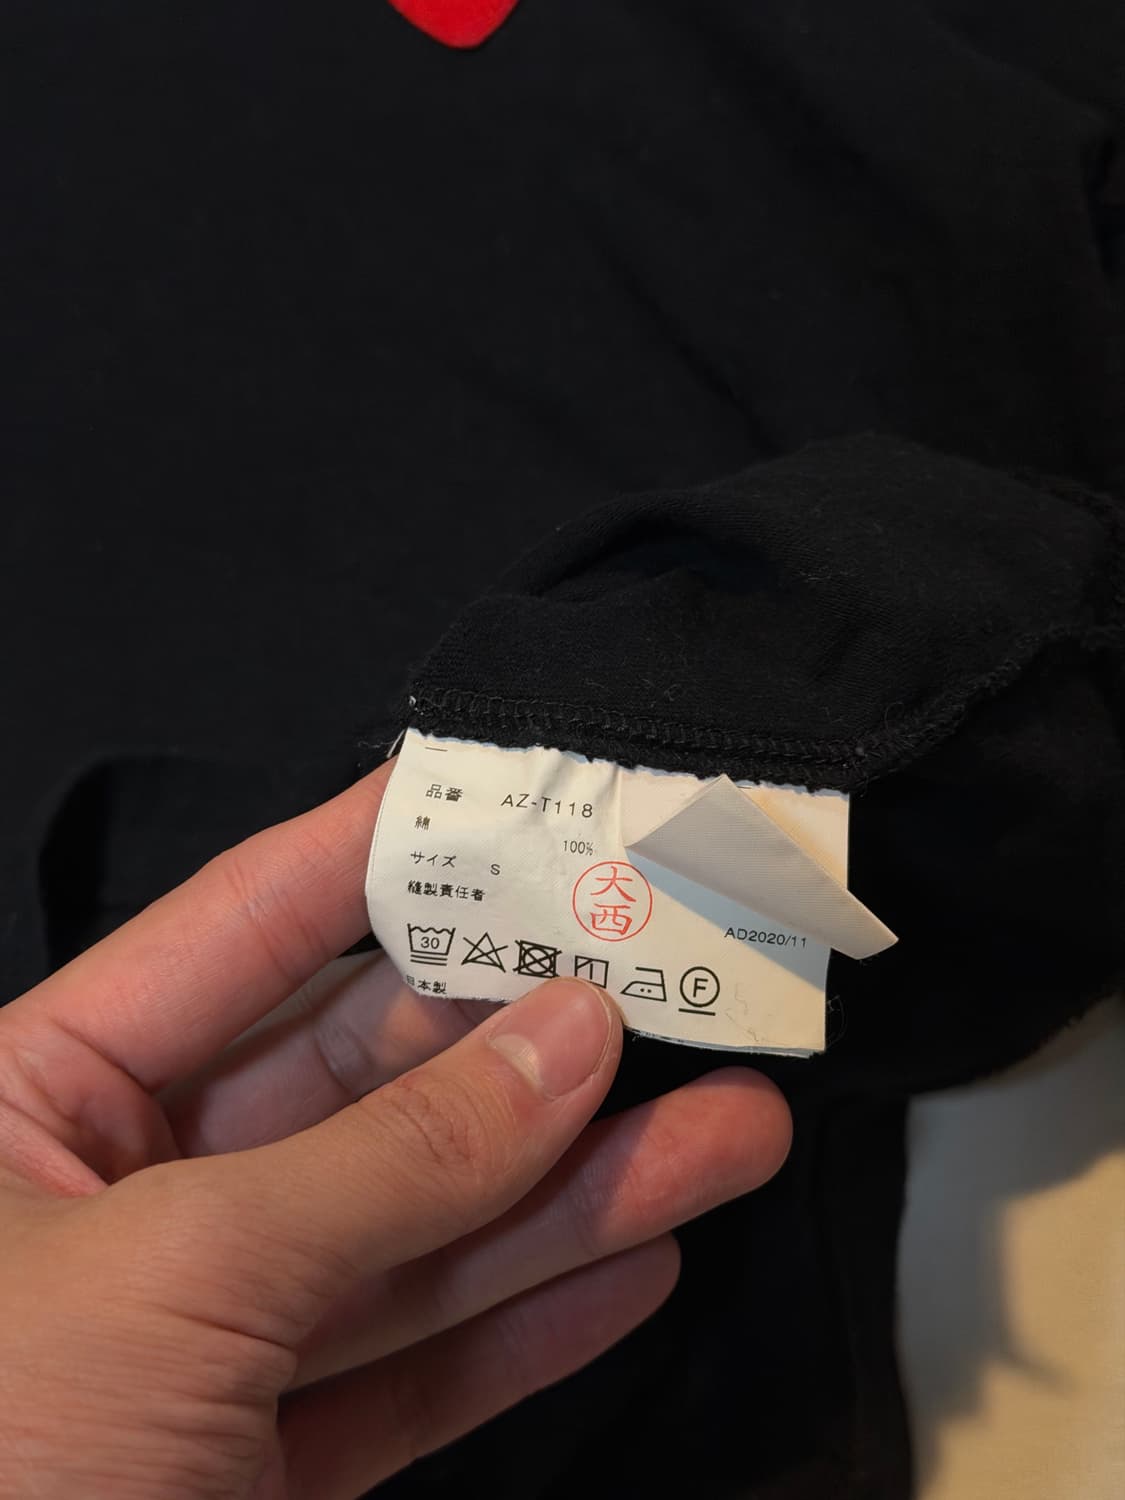 品番 AZ-T118
綿 100%
サイズ S
縫製責任者 大西
AD2020/11
30
F
日本製